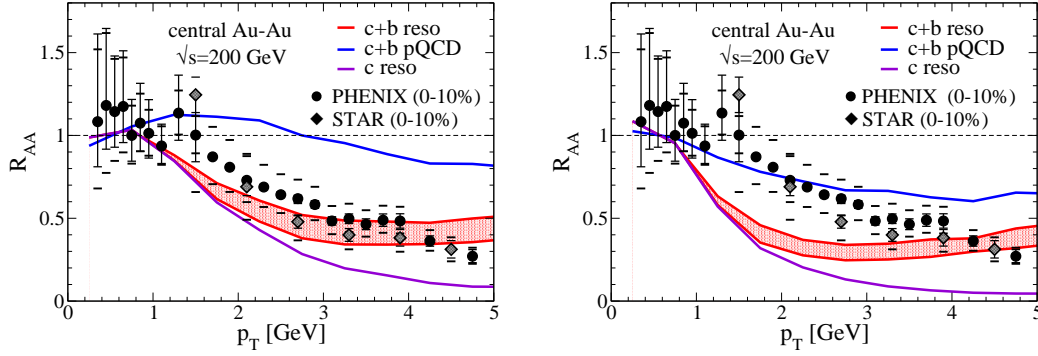 central Au-Au
√s=200 GeV
c+b reso
c+b pQCD
c reso
PHENIX (0-10%)
STAR (0-10%)
R_AA
0
0.5
1
1.5
0
1
2
3
4
5
p_T [GeV]
central Au-Au
√s=200 GeV
c+b reso
c+b pQCD
c reso
PHENIX (0-10%)
STAR (0-10%)
R_AA
0
0.5
1
1.5
0
1
2
3
4
5
p_T [GeV]